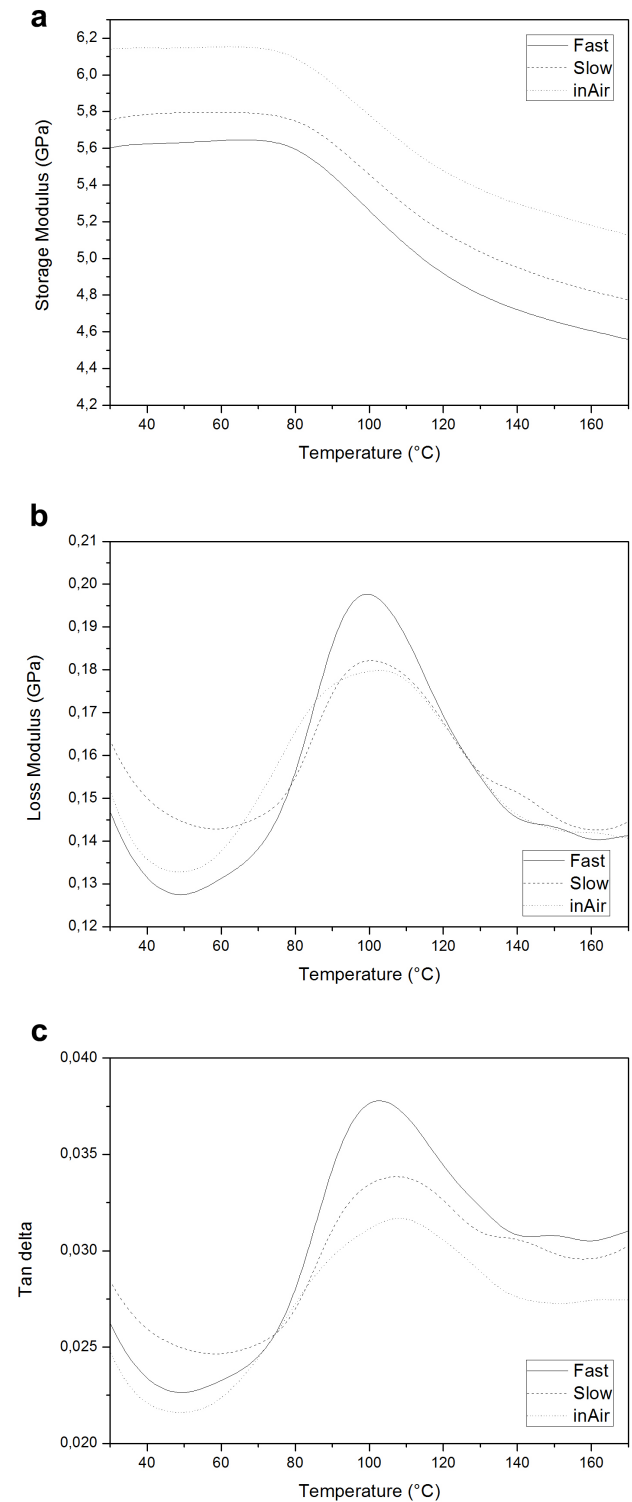 a
6,2
6,0
5,8
5,6
5,4
5,2
5,0
4,8
4,6
4,4
4,2
Storage Modulus (GPa)
Fast
Slow
inAir
40 60 80 100 120 140 160
Temperature (°C)
b
0,21
0,20
0,19
0,18
0,17
0,16
0,15
0,14
0,13
0,12
Loss Modulus (GPa)
Fast
Slow
inAir
40 60 80 100 120 140 160
Temperature (°C)
c
0,040
0,035
0,030
0,025
0,020
Tan delta
Fast
Slow
inAir
40 60 80 100 120 140 160
Temperature (°C)